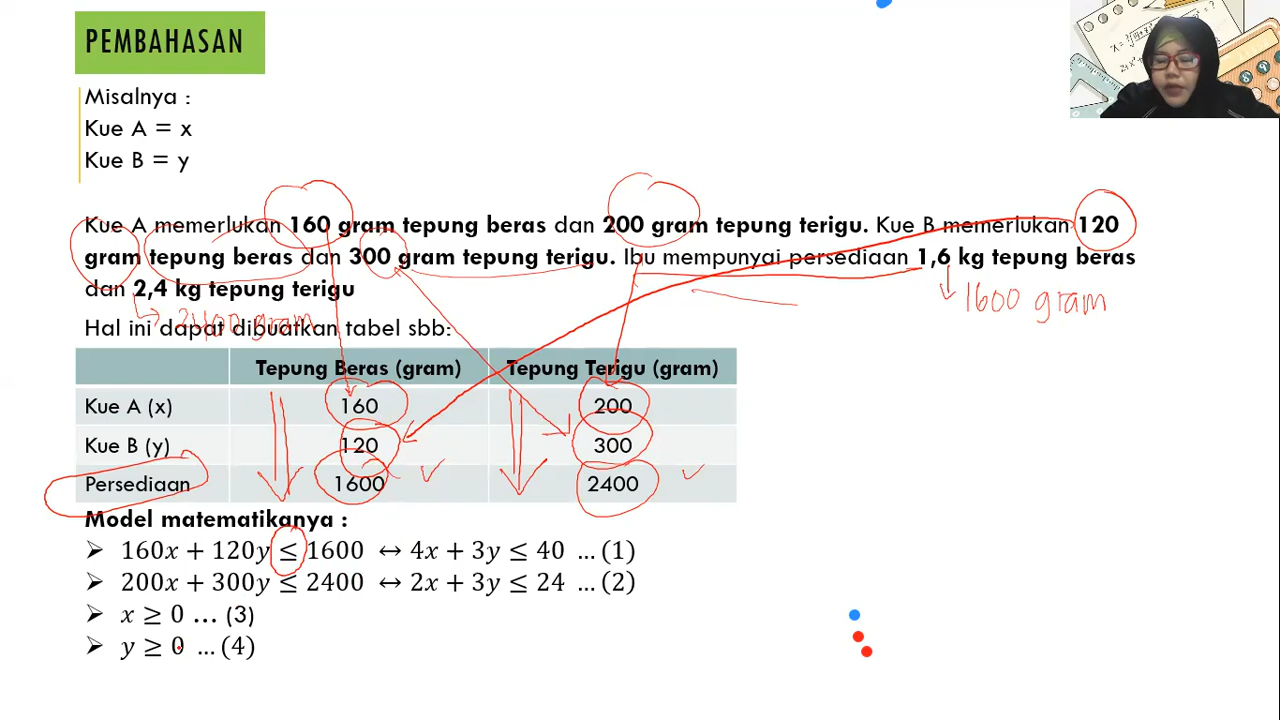 PEMBAHASAN
Misalnya :
Kue A = x
Kue B = y
Kue A memerlukan 160 gram tepung beras dan 200 gram tepung terigu. Kue B memerlukan 120
gram tepung beras dan 300 gram tepung terigu. Ibu mempunyai persediaan 1,6 kg tepung beras
dan 2,4 kg tepung terigu
1600 gram
2400 gram
Hal ini dapat dibuatkan tabel sbb:
Tepung Beras (gram) Tepung Terigu (gram)
Kue A (x) 160 200
Kue B (y) 120 300
Persediaan 1600 2400
Model matematikanya :
➢ 160x + 120y ≤ 1600 ↔ 4x + 3y ≤ 40 ... (1)
➢ 200x + 300y ≤ 2400 ↔ 2x + 3y ≤ 24 ... (2)
➢ x ≥ 0 ... (3)
➢ y ≥ 0 ... (4)